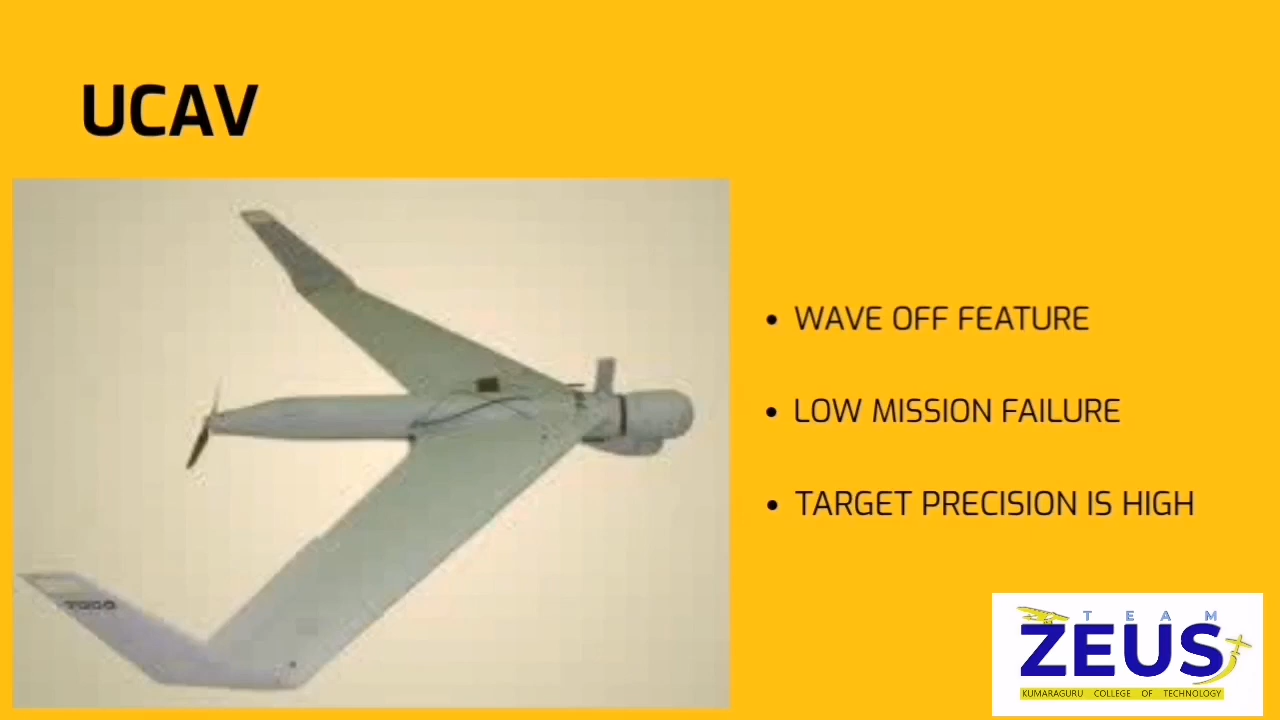 UCAV
WAVE OFF FEATURE
LOW MISSION FAILURE
TARGET PRECISION IS HIGH
TEAM
ZEUS
KUMARAGURU COLLEGE OF TECHNOLOGY